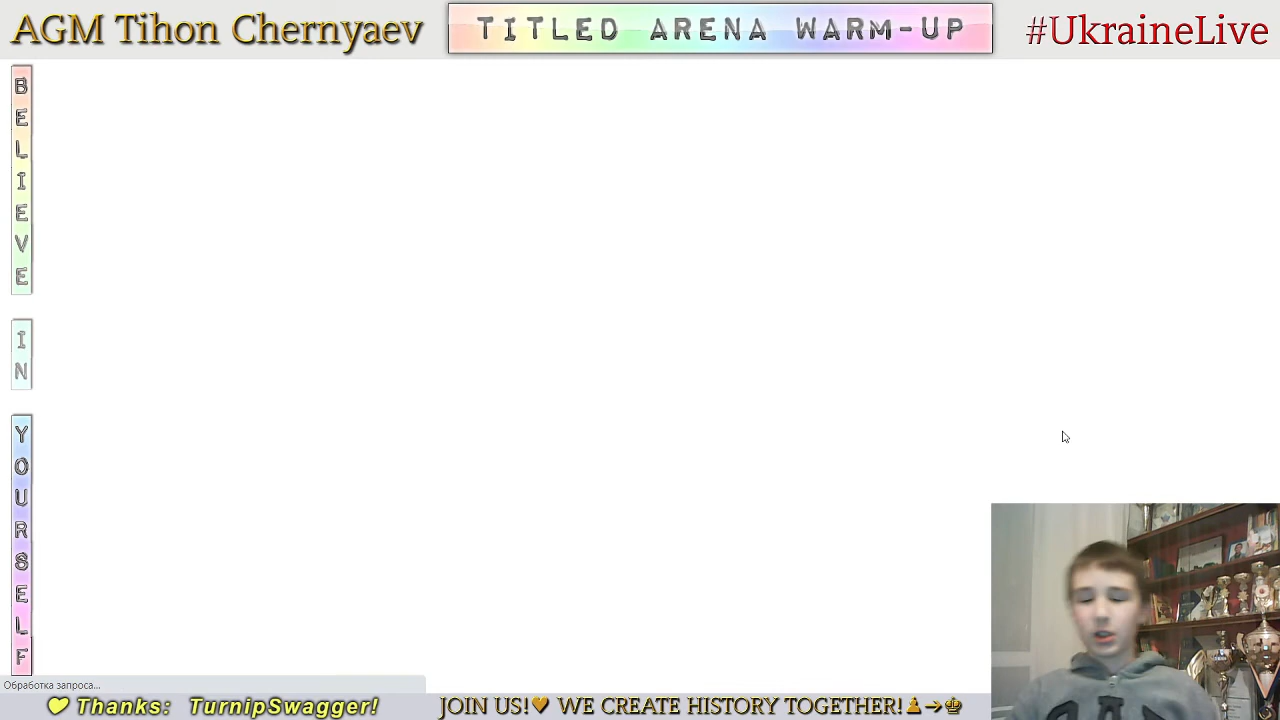 AGM Tihon Chernyaev
TITLED ARENA WARM-UP
#UkraineLive
BELIEVE
IN
YOURSELF
Обработка запроса...
Thanks: TurnipSwagger!
JOIN US!🧡 WE CREATE HISTORY TOGETHER!♟→♚